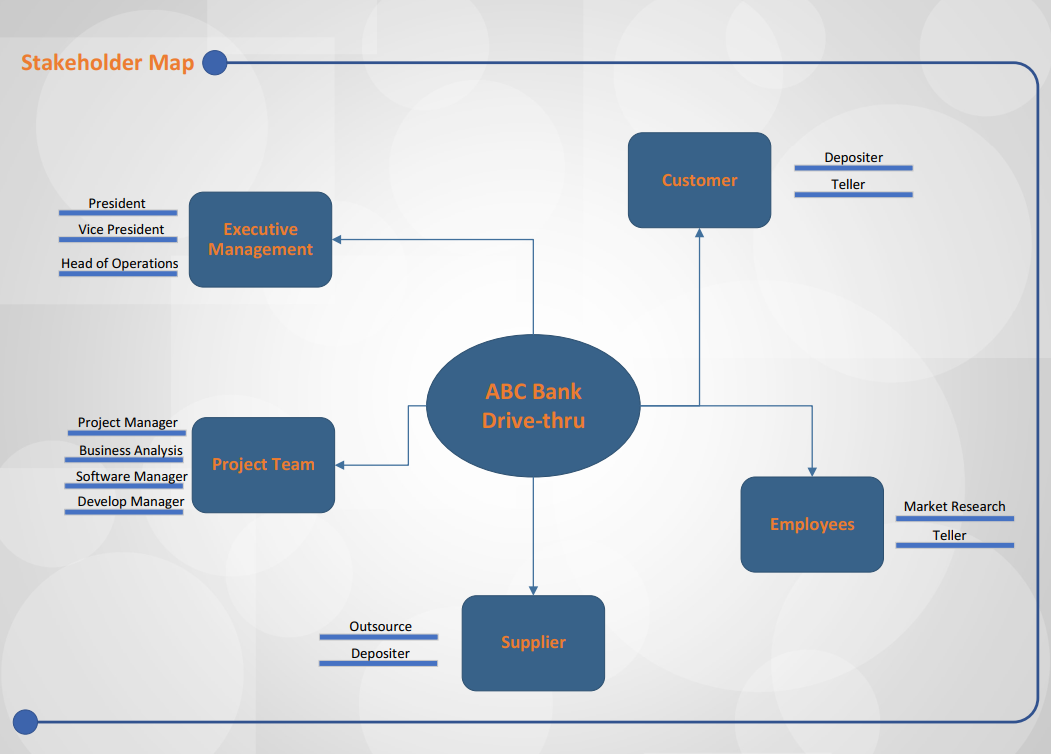 Stakeholder Map
Customer
Depositer
Teller
President
Vice President
Head of Operations
Executive
Management
ABC Bank
Drive-thru
Project Manager
Business Analysis
Software Manager
Develop Manager
Project Team
Employees
Market Research
Teller
Outsource
Depositer
Supplier